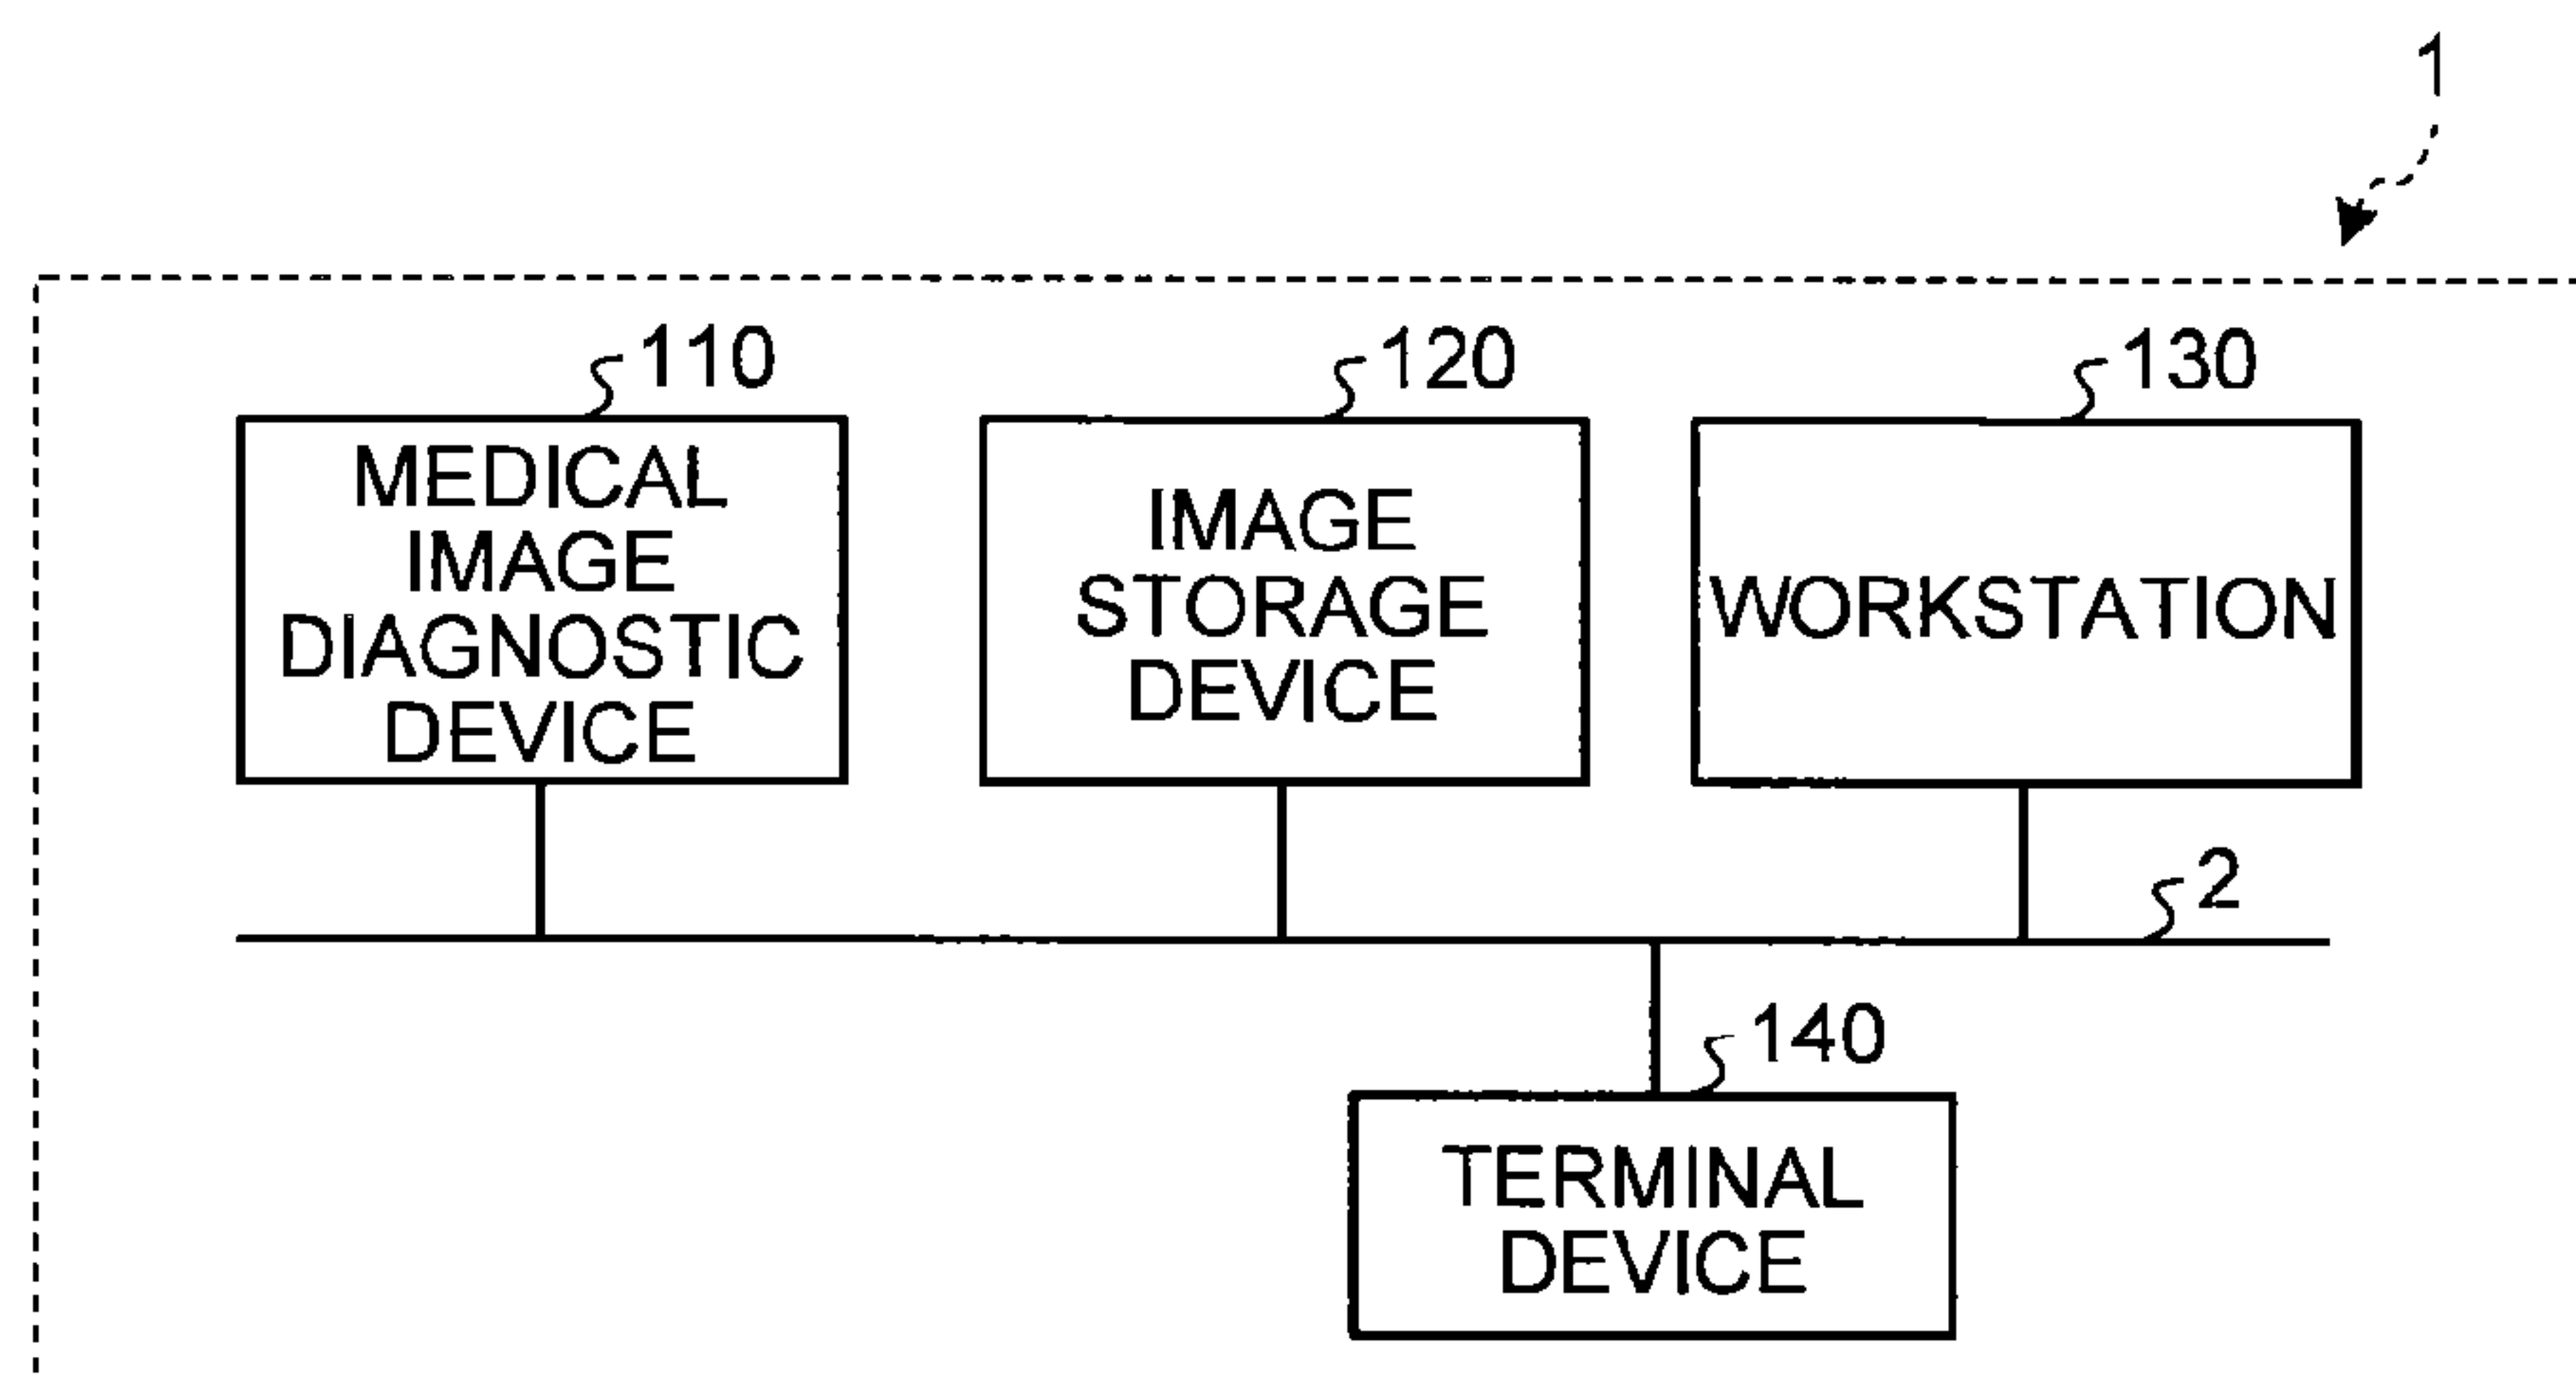 1
110
120
130
MEDICAL
IMAGE
DIAGNOSTIC
DEVICE
IMAGE
STORAGE
DEVICE
WORKSTATION
2
140
TERMINAL
DEVICE